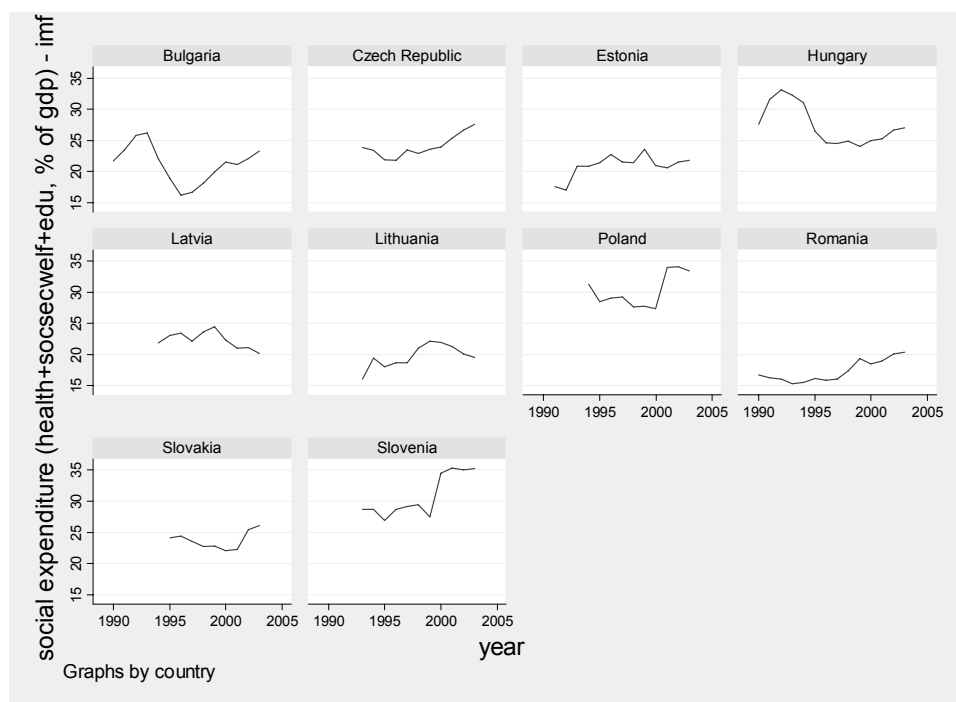 social expenditure (health+socsecwelf+edu, % of gdp) - imf
Bulgaria
Czech Republic
Estonia
Hungary
35
30
25
20
15
Latvia
Lithuania
Poland
Romania
35
30
25
20
15
1990 1995 2000 2005
1990 1995 2000 2005
Slovakia
Slovenia
35
30
25
20
15
1990 1995 2000 2005
1990 1995 2000 2005
year
Graphs by country